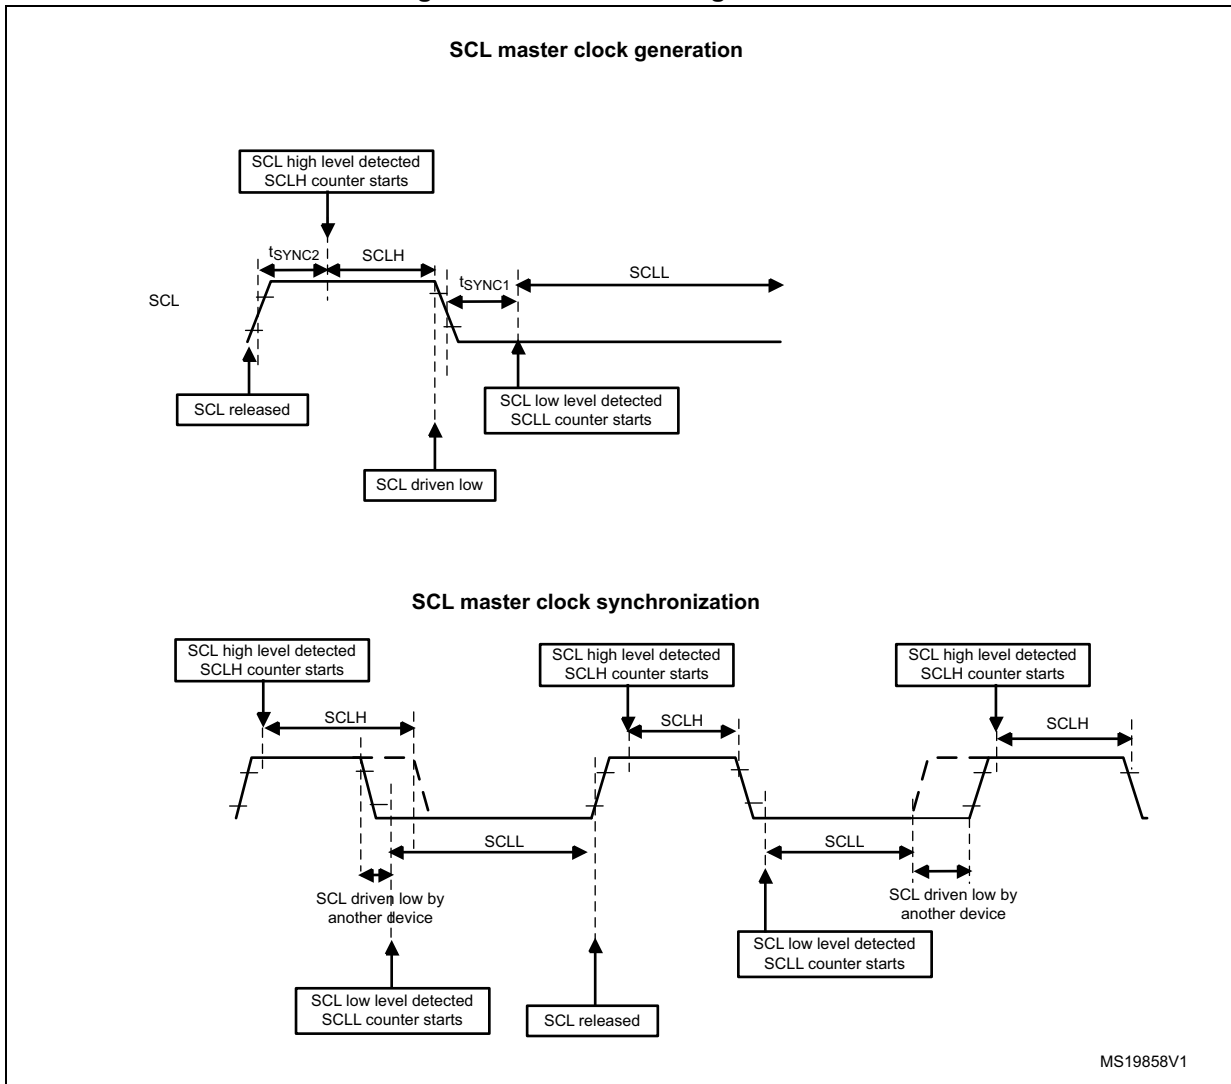 SCL master clock generation
SCL high level detected
SCLH counter starts
tSYNC2
SCLH
tSYNC1
SCLL
SCL
SCL released
SCL low level detected
SCLL counter starts
SCL driven low
SCL master clock synchronization
SCL high level detected
SCLH counter starts
SCL high level detected
SCLH counter starts
SCL high level detected
SCLH counter starts
SCLH
SCLH
SCLH
SCLL
SCLL
SCL driven low by
another device
SCL driven low by
another device
SCL low level detected
SCLL counter starts
SCL low level detected
SCLL counter starts
SCL released
MS19858V1